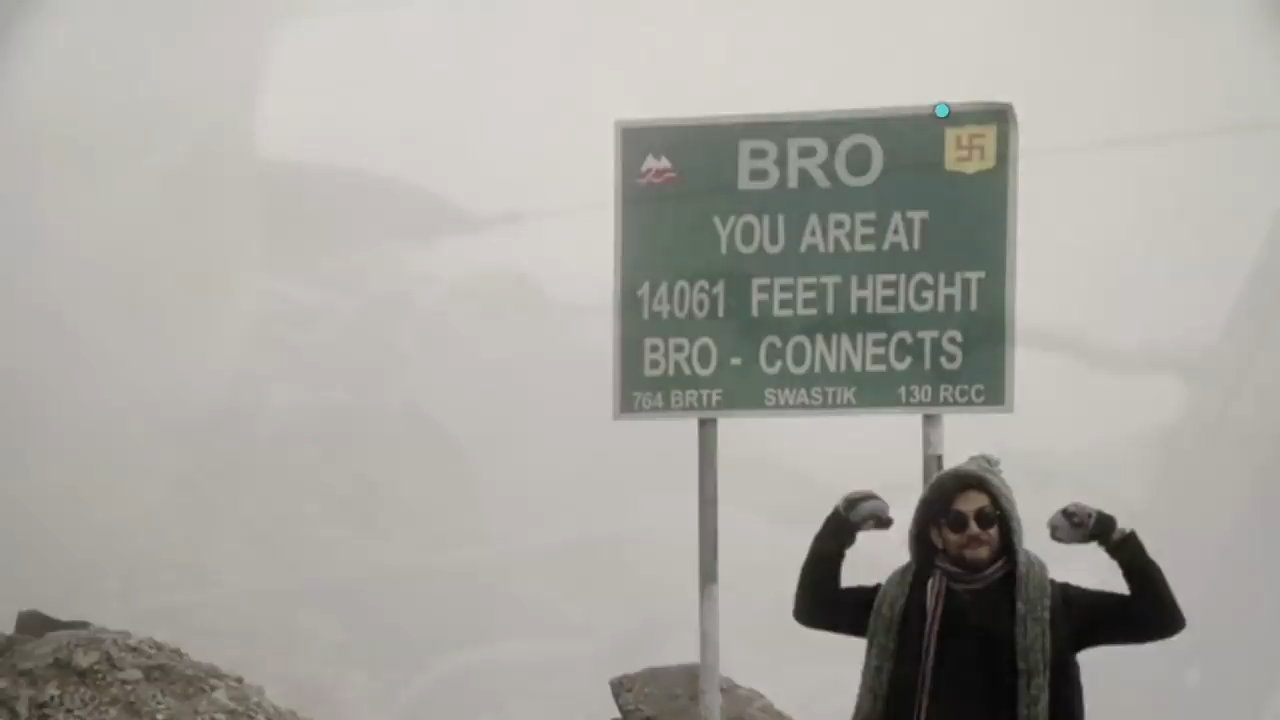 BRO
YOU ARE AT
14061 FEET HEIGHT
BRO - CONNECTS
764 BRTF SWASTIK 130 RCC